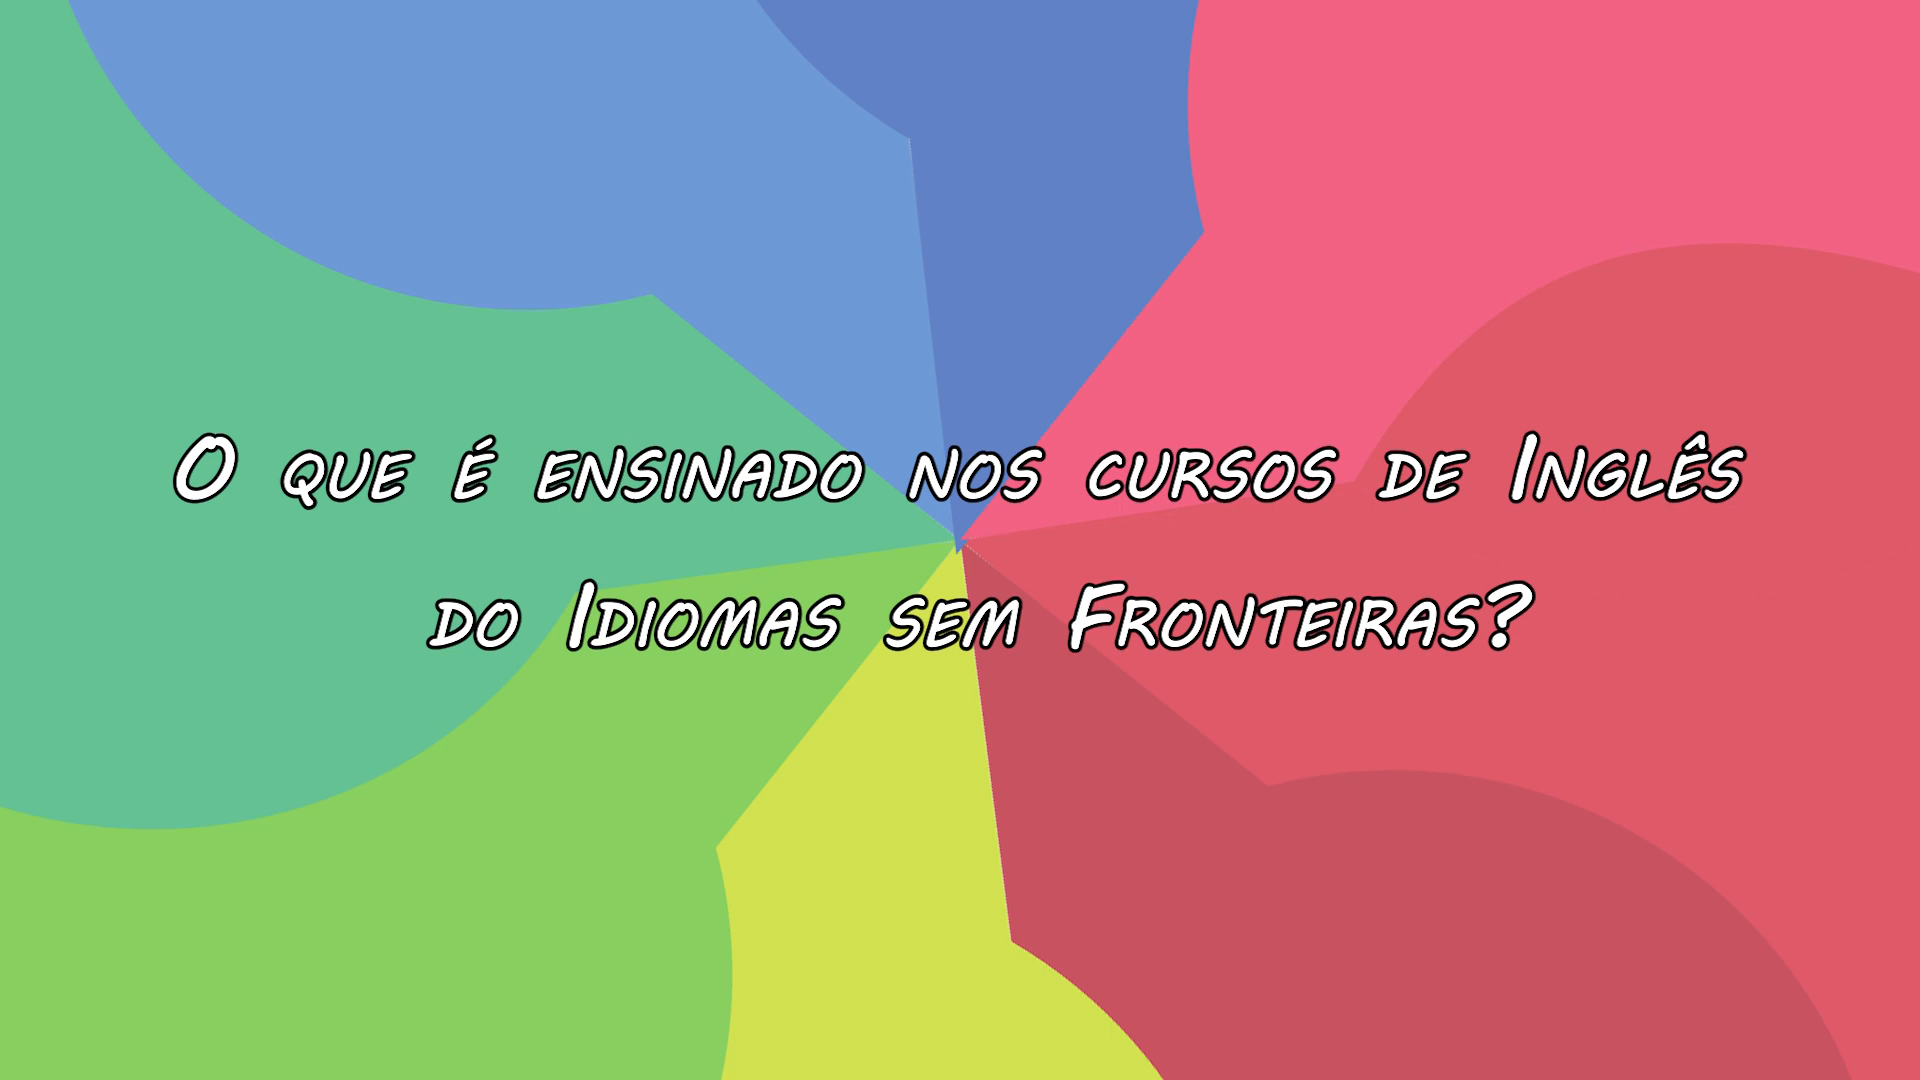 O que é ensinado nos cursos de Inglês
do Idiomas sem Fronteiras?